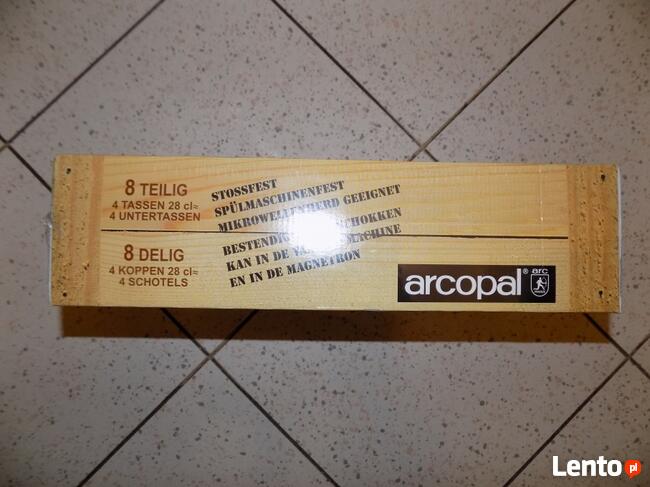 8 TEILIG
4 TASSEN 28 cl≈
4 UNTERTASSEN
STOSSFEST
SPÜLMASCHINENFEST
MIKROWELLENHERD GEEIGNET
8 DELIG
4 KOPPEN 28 cl≈
4 SCHOTELS
SCHOKKEN
KAN IN DE
EN IN DE MAGNETRON
arcopal®
arc
Lento.pl